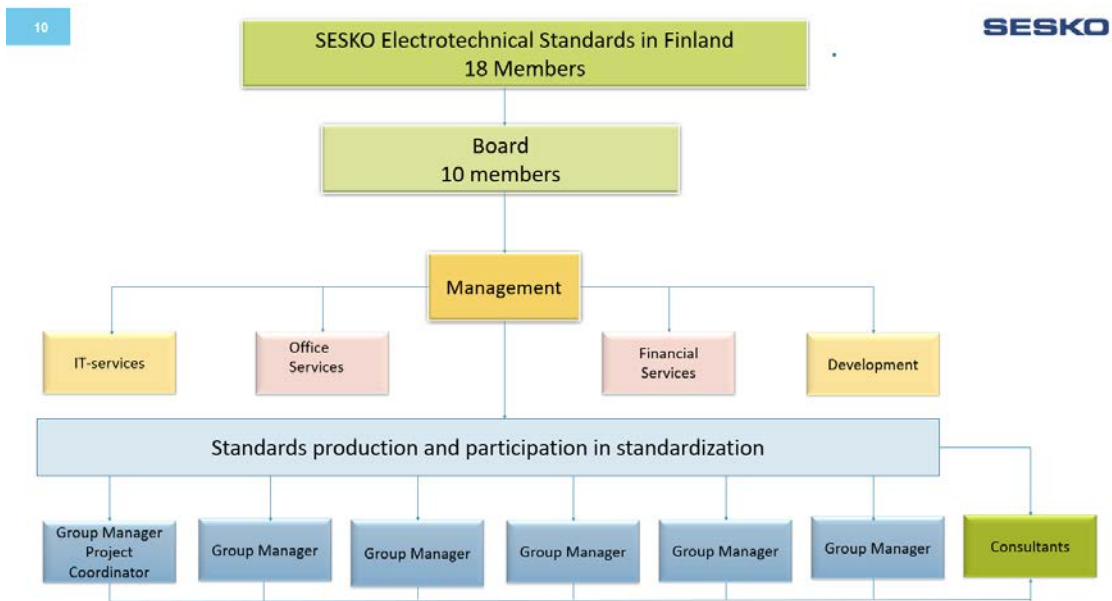 10
SESKO
SESKO Electrotechnical Standards in Finland
18 Members
Board
10 members
Management
IT-services
Office
Services
Financial
Services
Development
Standards production and participation in standardization
Group Manager
Project
Coordinator
Group Manager
Group Manager
Group Manager
Group Manager
Group Manager
Consultants